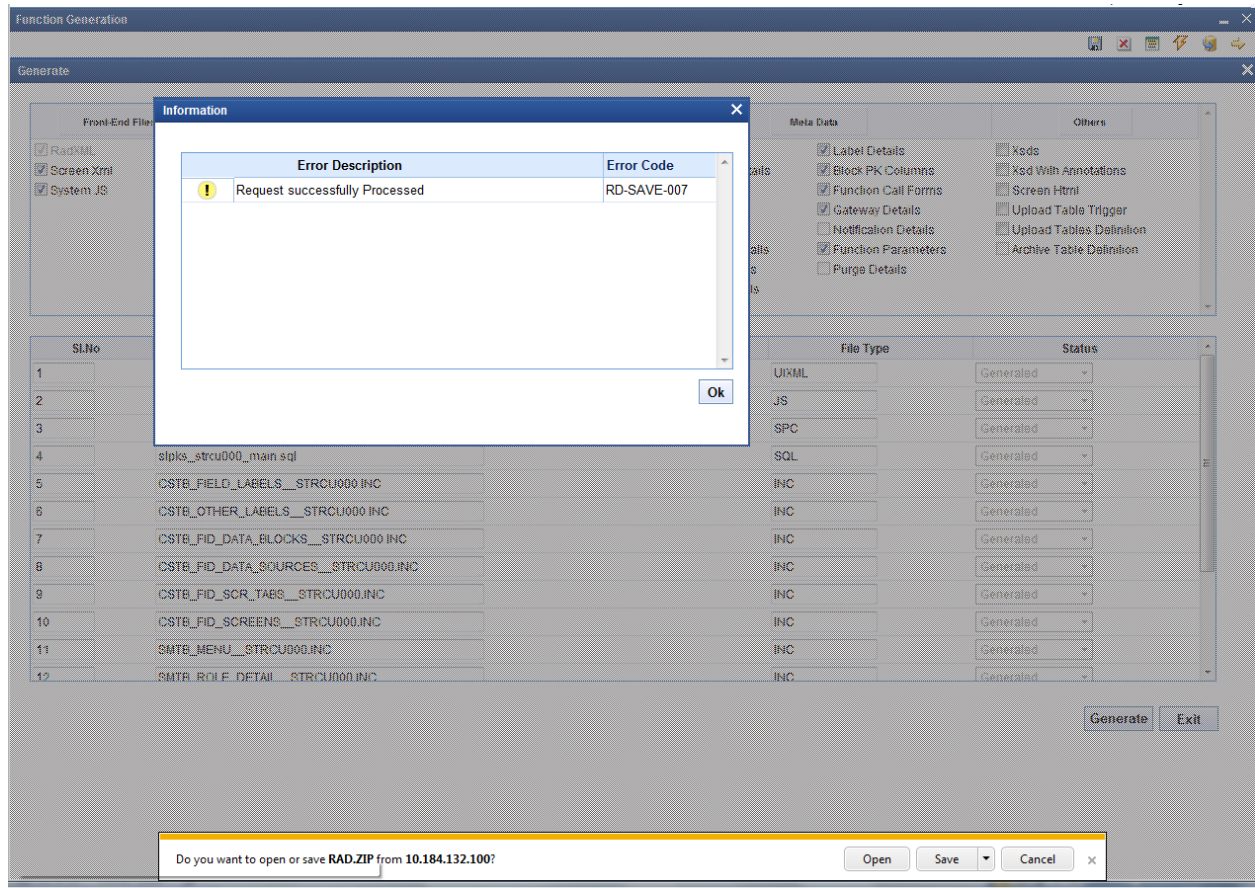 Function Generation
Generate
Front-End Files
Meta Data
Others
RadXML
Screen Xml
System JS
Label Details
Block PK Columns
Function Call Forms
Gateway Details
Notification Details
Function Parameters
Purge Details
Xsds
Xsd With Annotations
Screen Html
Upload Table Trigger
Upload Tables Definition
Archive Table Definition
Information
Error Description Error Code
Request successfully Processed RD-SAVE-007
Ok
Sl.No File Type Status
1 UIXML Generated
2 JS Generated
3 SPC Generated
4 stpks_strcu000_main.sql SQL Generated
5 CSTB_FIELD_LABELS__STRCU000.INC INC Generated
6 CSTB_OTHER_LABELS__STRCU000.INC INC Generated
7 CSTB_FID_DATA_BLOCKS__STRCU000.INC INC Generated
8 CSTB_FID_DATA_SOURCES__STRCU000.INC INC Generated
9 CSTB_FID_SCR_TABS__STRCU000.INC INC Generated
10 CSTB_FID_SCREENS__STRCU000.INC INC Generated
11 SMTB_MENU__STRCU000.INC INC Generated
12 SMTB_ROLE_DETAIL__STRCU000.INC INC Generated
Generate Exit
Do you want to open or save RAD.ZIP from 10.184.132.100? Open Save Cancel